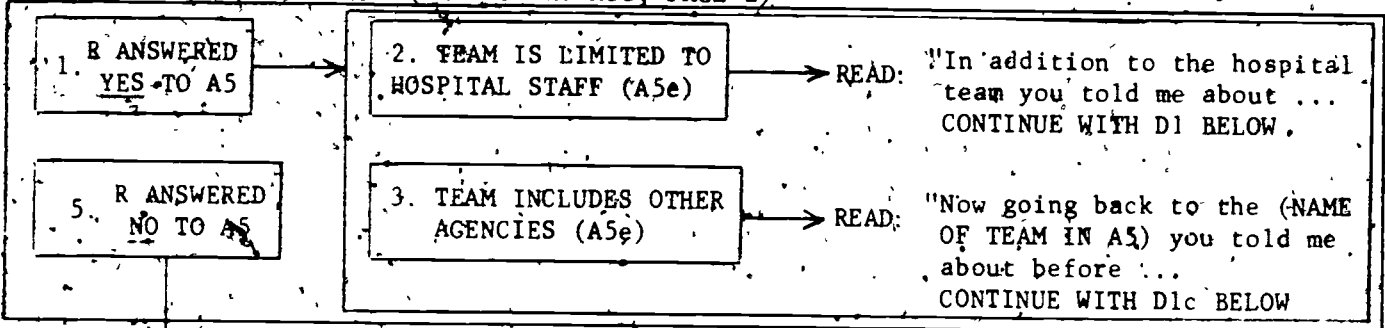 1. R ANSWERED
YES TO A5
2. TEAM IS LIMITED TO
HOSPITAL STAFF (A5e)
READ: "In addition to the hospital
team you told me about ...
CONTINUE WITH D1 BELOW.
5. R ANSWERED
NO TO A5
3. TEAM INCLUDES OTHER
AGENCIES (A5e)
READ: "Now going back to the (NAME
OF TEAM IN A5) you told me
about before ...
CONTINUE WITH D1c BELOW